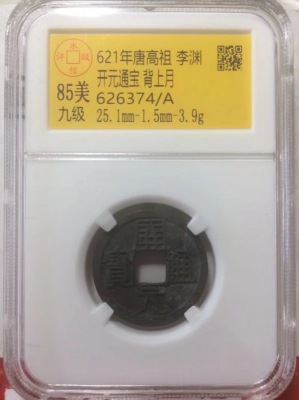 621年唐高祖 李渊
开元通宝 背上月
85美 626374/A
九级 25.1mm-1.5mm-3.9g
開元通寳